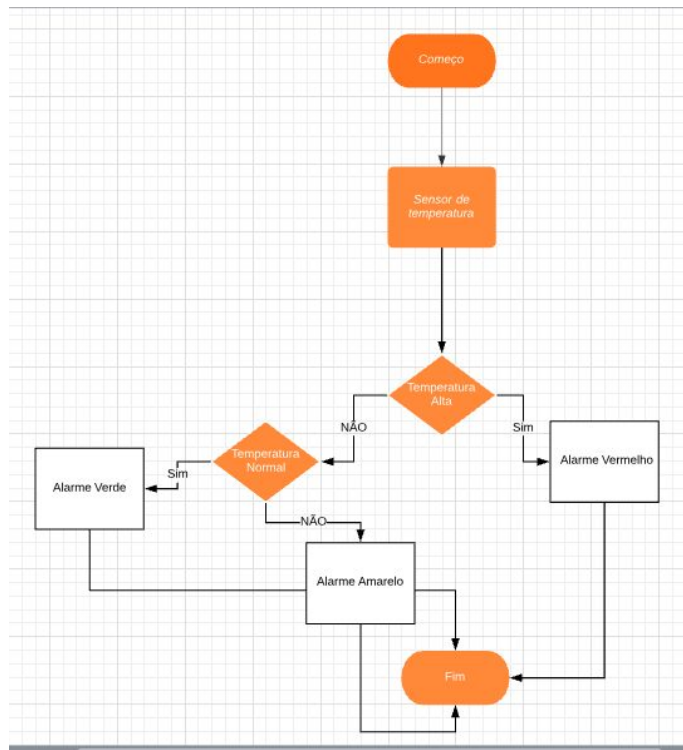 Começo
Sensor de
temperatura
Temperatura
Alta
NÃO
Sim
Temperatura
Normal
Alarme Vermelho
Sim
Alarme Verde
NÃO
Alarme Amarelo
Fim